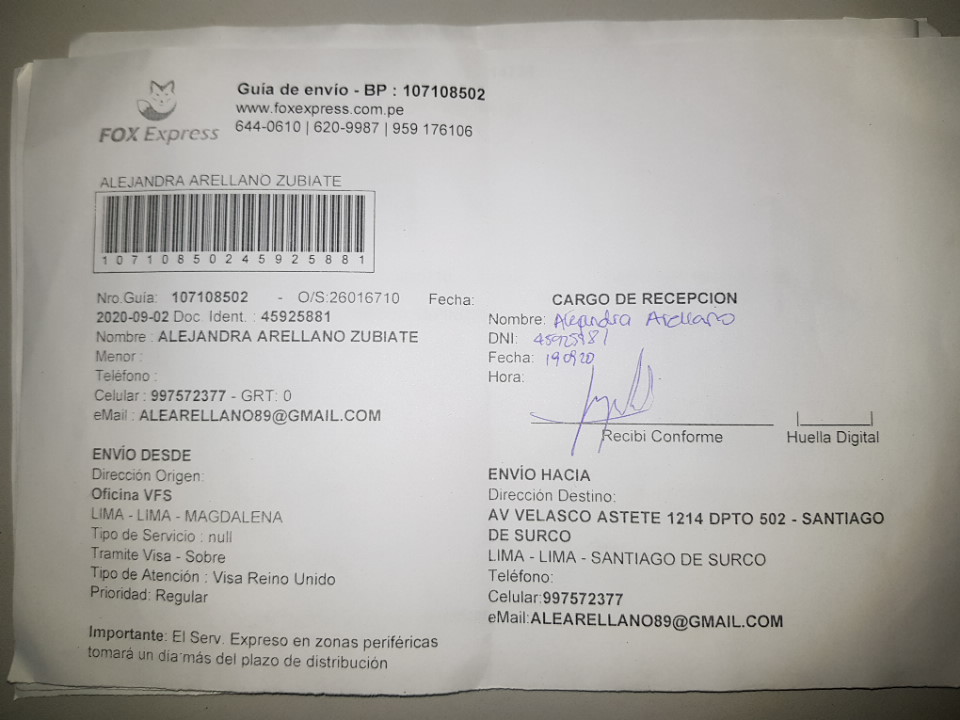 FOX Express
Guía de envío - BP : 107108502
www.foxexpress.com.pe
644-0610 | 620-9987 | 959 176106
ALEJANDRA ARELLANO ZUBIATE
10710850245925881
Nro.Guía: 107108502 - O/S:26016710 Fecha:
2020-09-02 Doc. Ident. : 45925881
Nombre : ALEJANDRA ARELLANO ZUBIATE
Menor :
Teléfono :
Celular : 997572377 - GRT: 0
eMail : ALEARELLANO89@GMAIL.COM
ENVÍO DESDE
Dirección Origen:
Oficina VFS
LIMA - LIMA - MAGDALENA
Tipo de Servicio : null
Tramite Visa - Sobre
Tipo de Atención : Visa Reino Unido
Prioridad: Regular
Importante: El Serv. Expreso en zonas periféricas
tomará un día más del plazo de distribución
CARGO DE RECEPCION
Nombre: Alejandra Arellano
DNI: 45925881
Fecha: 190920
Hora:
Recibi Conforme
Huella Digital
ENVÍO HACIA
Dirección Destino:
AV VELASCO ASTETE 1214 DPTO 502 - SANTIAGO
DE SURCO
LIMA - LIMA - SANTIAGO DE SURCO
Teléfono:
Celular:997572377
eMail:ALEARELLANO89@GMAIL.COM